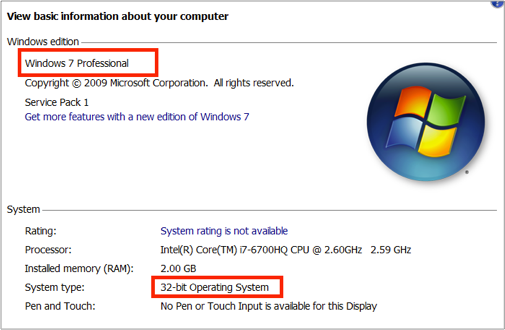 View basic information about your computer
Windows edition
Windows 7 Professional
Copyright © 2009 Microsoft Corporation. All rights reserved.
Service Pack 1
Get more features with a new edition of Windows 7
System
Rating: System rating is not available
Processor: Intel(R) Core(TM) i7-6700HQ CPU @ 2.60GHz 2.59 GHz
Installed memory (RAM): 2.00 GB
System type: 32-bit Operating System
Pen and Touch: No Pen or Touch Input is available for this Display